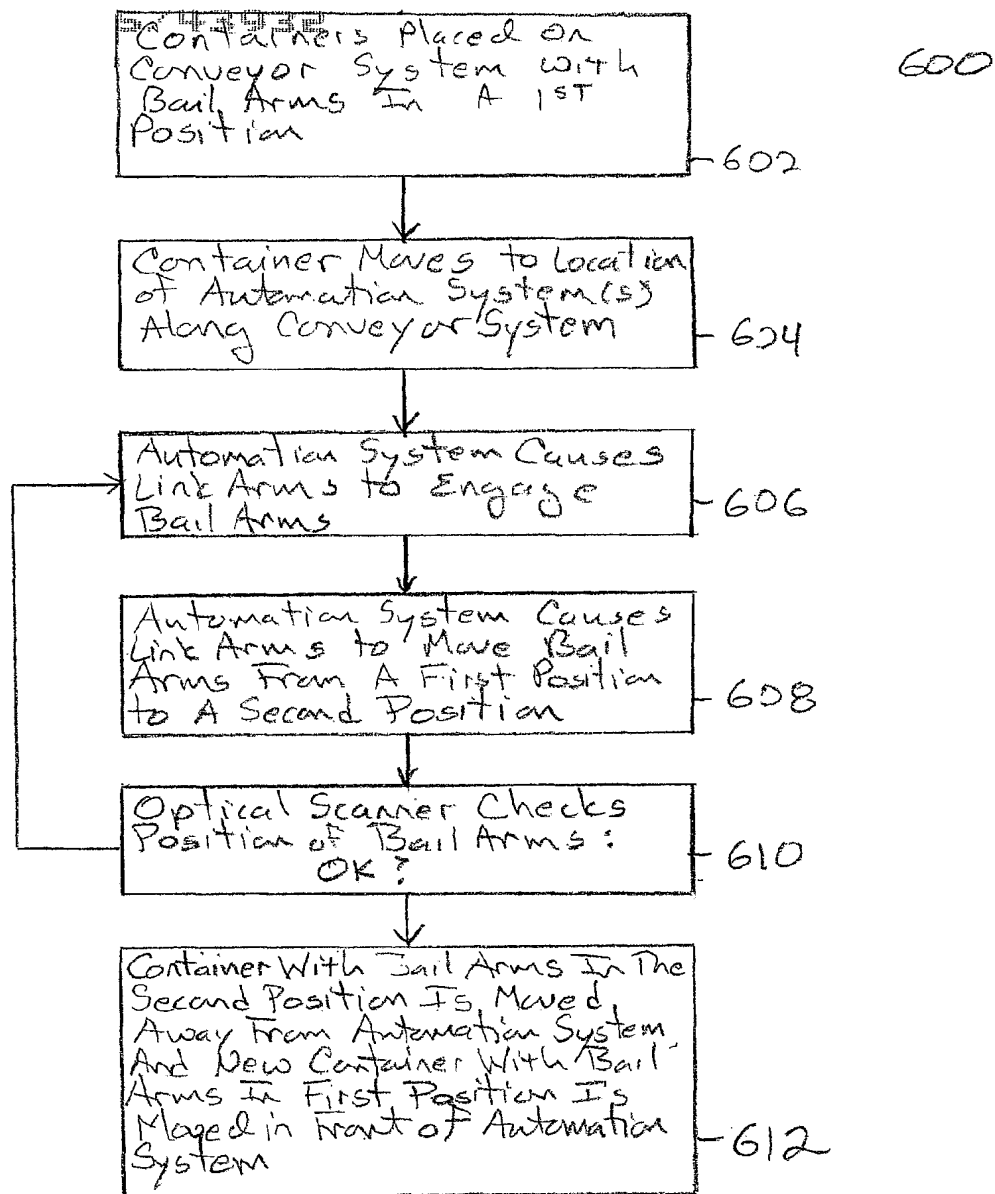 600
Containers Placed On
Conveyor System with
Bail Arms In A 1ST
Position
602
Container Moves to Location
of Automation System(s)
Along Conveyor System
604
Automation System Causes
Link Arms to Engage
Bail Arms
606
Automation System Causes
Link Arms to Move Bail
Arms From A First Position
to A Second Position
608
Optical Scanner Checks
Position of Bail Arms:
OK?
610
Container With Bail Arms In The
Second Position Is Moved
Away From Automation System
And New Container With Bail
Arms In First Position Is
Moved in Front of Automation
System
612